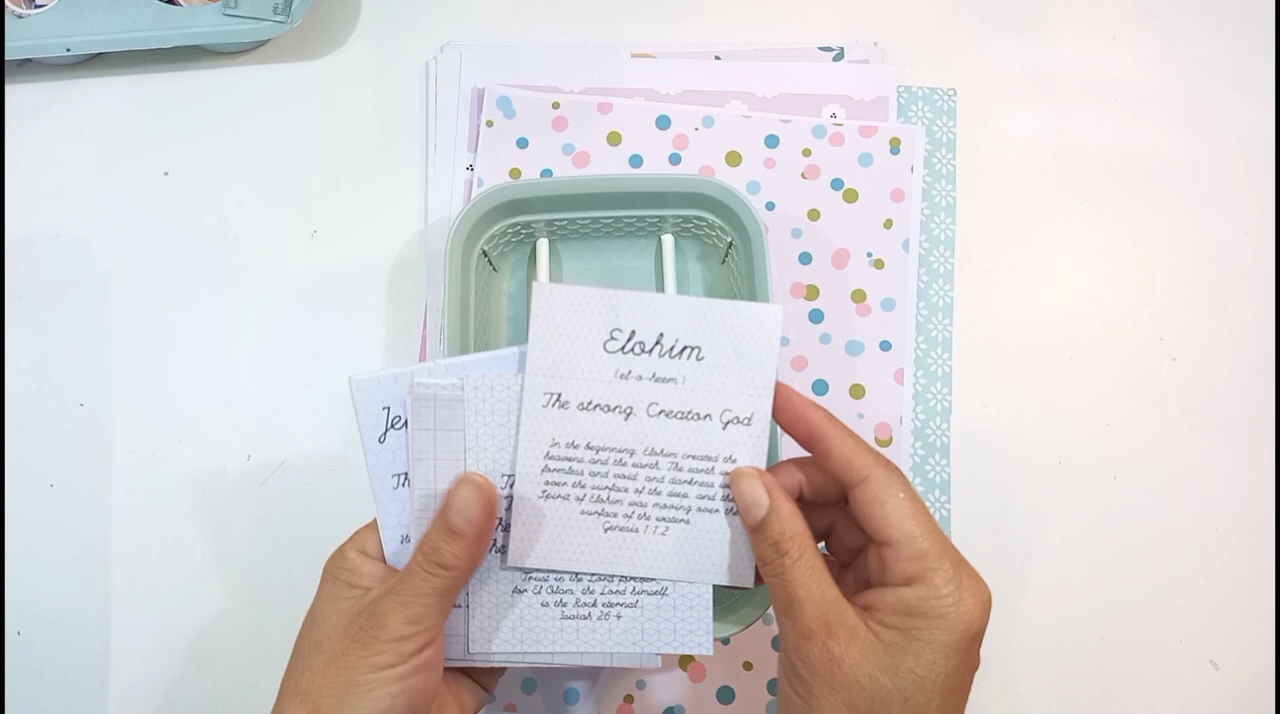 Elohim
(el-o-heem)
The strong, Creator God
In the beginning, Elohim created the
heavens and the earth. The earth
formless and void, and darkness
over the surface of the deep, and the
Spirit of Elohim was moving over the
surface of the waters.
Genesis 1:1-2
Trust in the Lord forever,
for El Olam, the Lord himself,
is the Rock eternal.
Isaiah 26:4